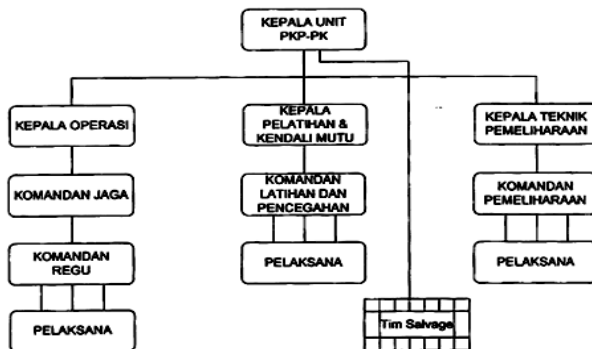 KEPALA UNIT
PKP-PK
KEPALA OPERASI
KEPALA
PELATIHAN &
KENDALI MUTU
KEPALA TEKNIK
PEMELIHARAAN
KOMANDAN JAGA
KOMANDAN
LATIHAN DAN
PENCEGAHAN
KOMANDAN
PEMELIHARAAN
KOMANDAN
REGU
PELAKSANA
PELAKSANA
PELAKSANA
Tim Salvage